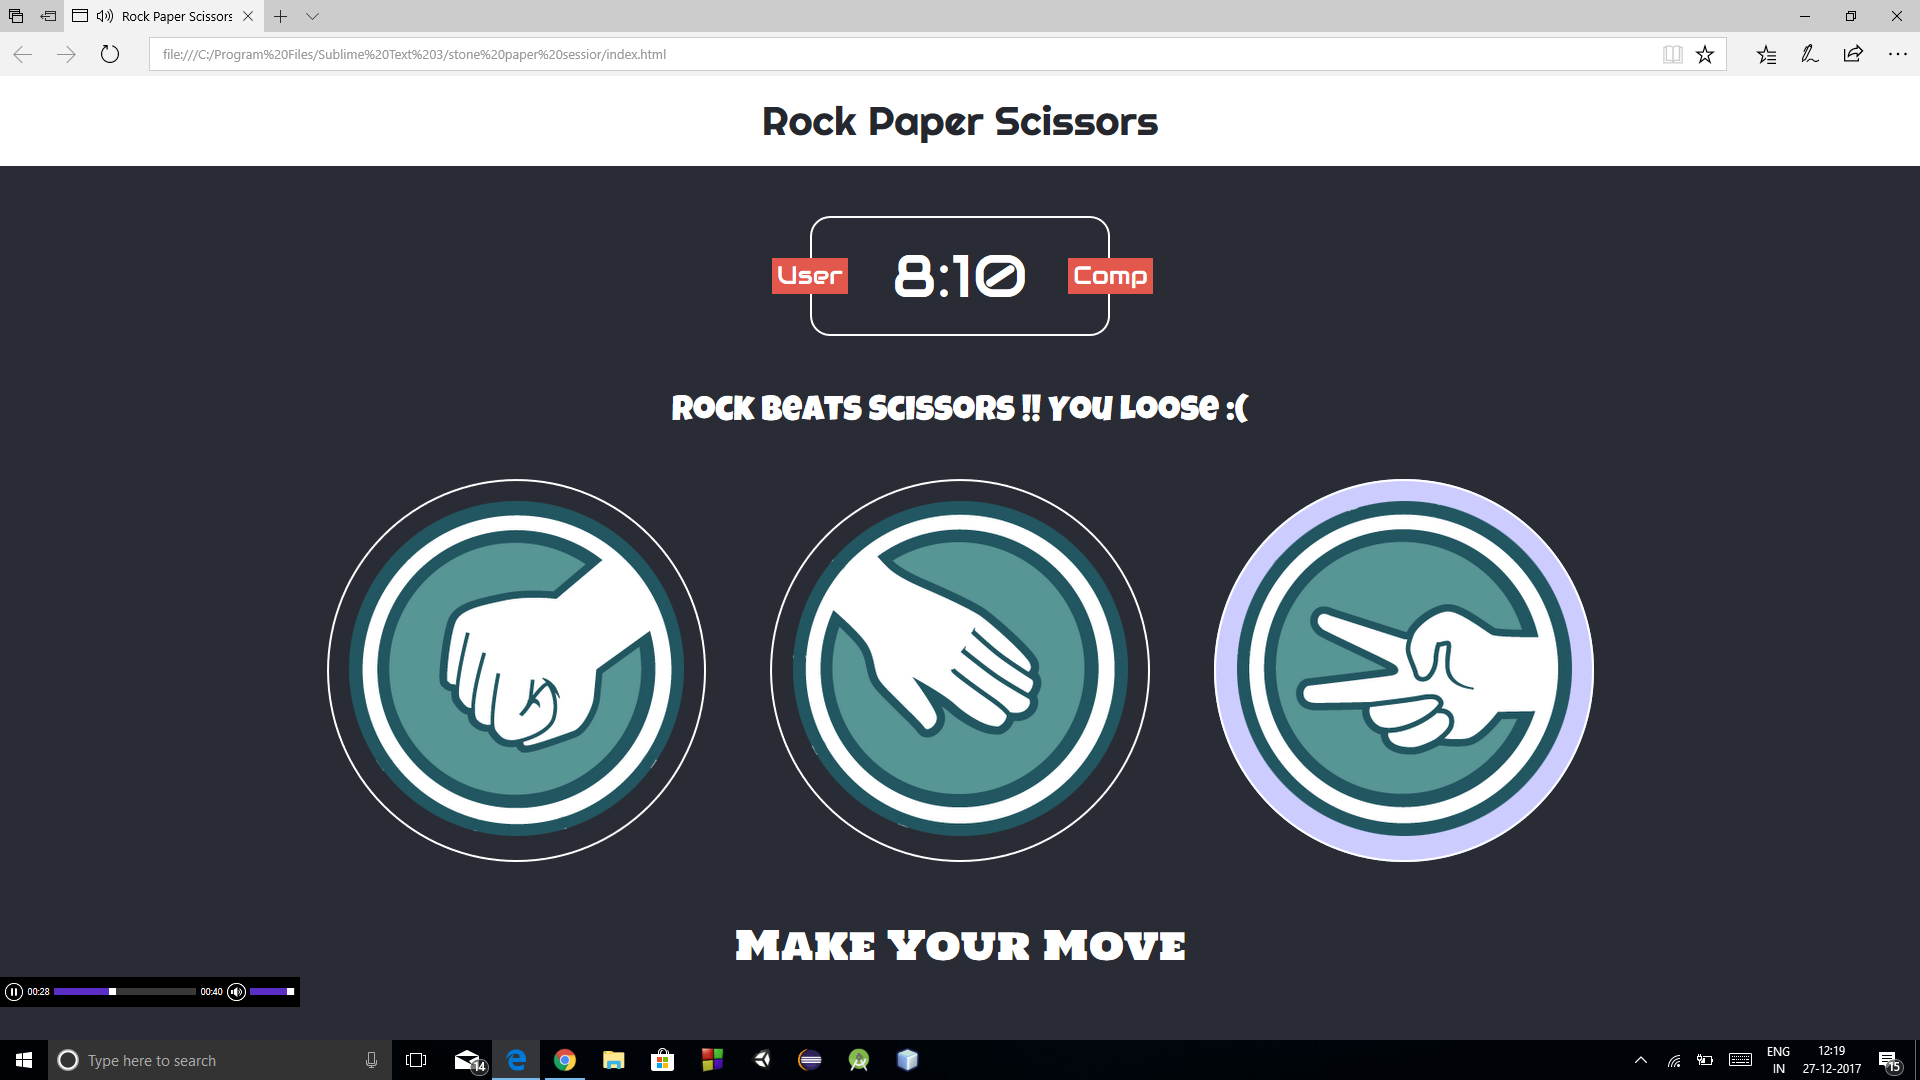 Rock Paper Scissors
file:///C:/Program%20Files/Sublime%20Text%203/stone%20paper%20sessior/index.html
Rock Paper Scissors
User 8:10 Comp
Rock Beats Scissors !! You Loose :(
Make Your Move
00:28 00:40
Type here to search
14
ENG
IN
12:19
27-12-2017
15